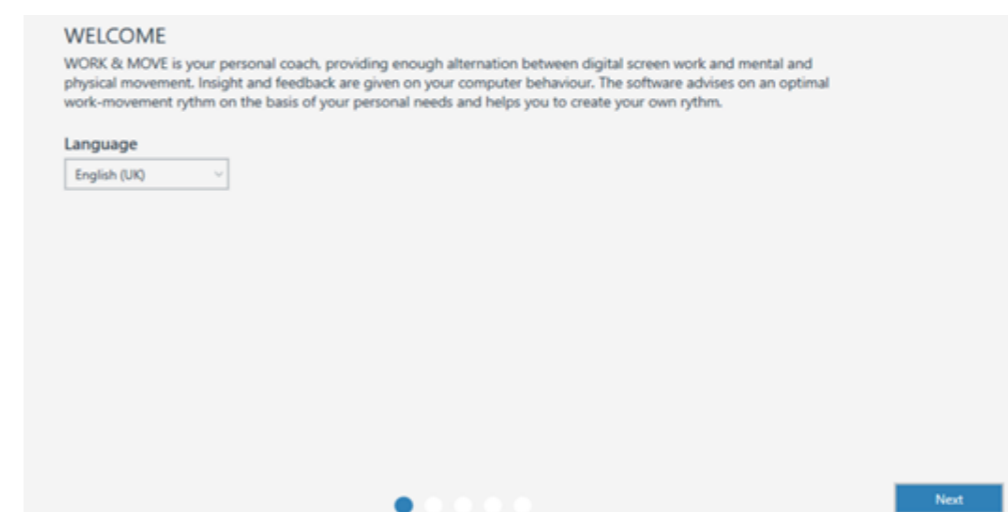 WELCOME
WORK & MOVE is your personal coach, providing enough alternation between digital screen work and mental and
physical movement. Insight and feedback are given on your computer behaviour. The software advises on an optimal
work-movement rythm on the basis of your personal needs and helps you to create your own rythm.
Language
English (UK)
Next